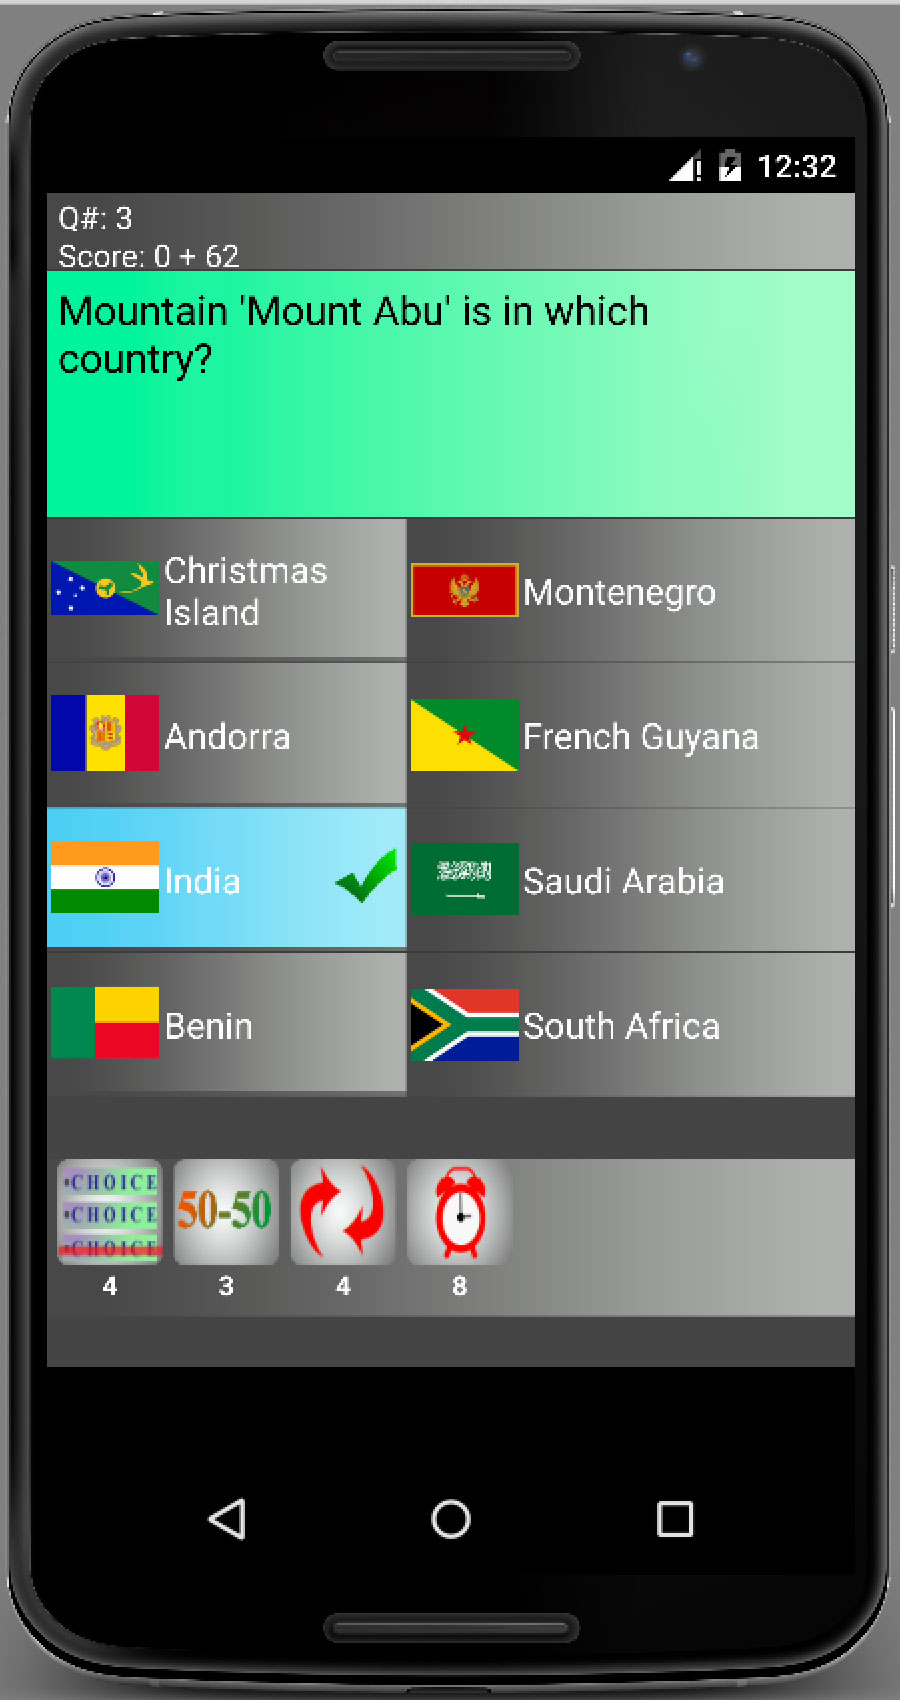 12:32
Q#: 3
Score: 0 + 62
Mountain 'Mount Abu' is in which
country?
Christmas
Island
Montenegro
Andorra
French Guyana
India
Saudi Arabia
Benin
South Africa
•CHOICE
•CHOICE
•CHOICE
50-50
4
3
4
8